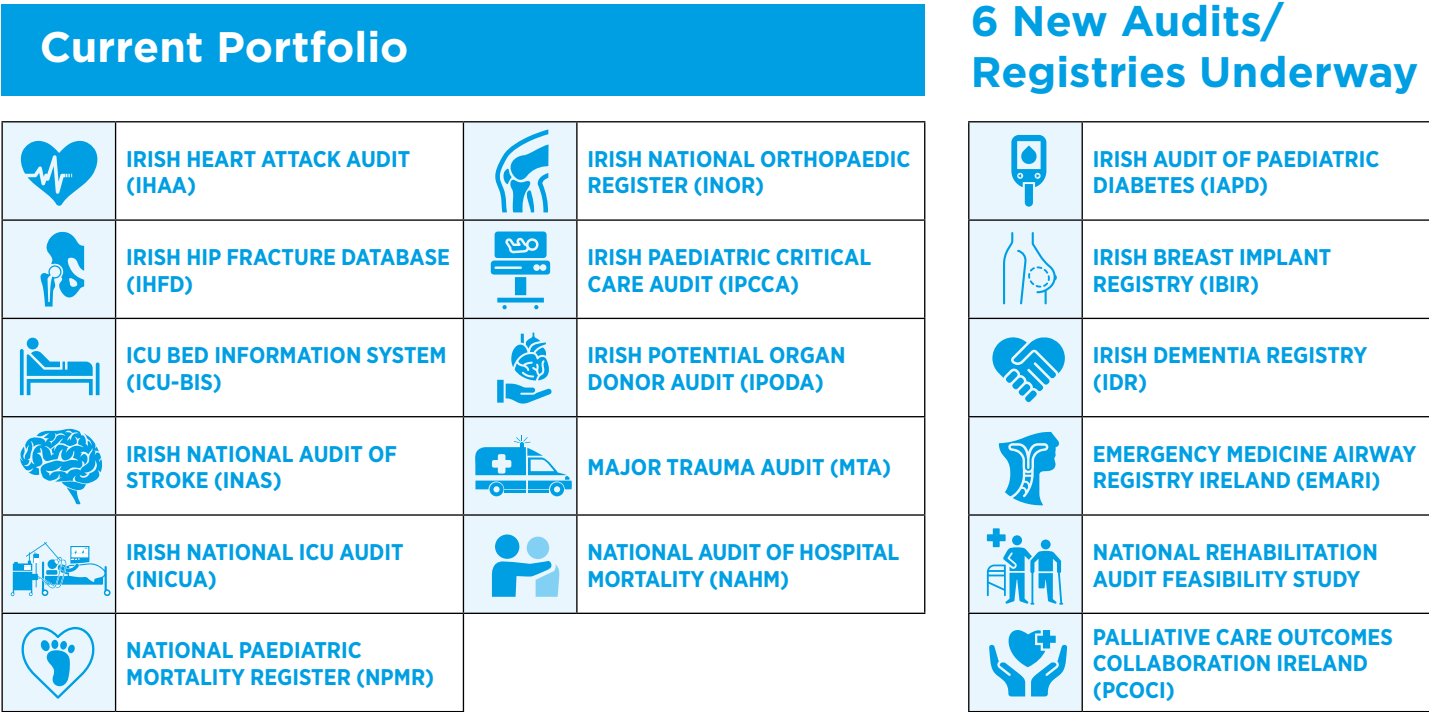 Current Portfolio
IRISH HEART ATTACK AUDIT
(IHAA)
IRISH HIP FRACTURE DATABASE
(IHFD)
ICU BED INFORMATION SYSTEM
(ICU-BIS)
IRISH NATIONAL AUDIT OF
STROKE (INAS)
IRISH NATIONAL ICU AUDIT
(INICUA)
NATIONAL PAEDIATRIC
MORTALITY REGISTER (NPMR)
IRISH NATIONAL ORTHOPAEDIC
REGISTER (INOR)
IRISH PAEDIATRIC CRITICAL
CARE AUDIT (IPCCA)
IRISH POTENTIAL ORGAN
DONOR AUDIT (IPODA)
MAJOR TRAUMA AUDIT (MTA)
NATIONAL AUDIT OF HOSPITAL
MORTALITY (NAHM)
6 New Audits/
Registries Underway
IRISH AUDIT OF PAEDIATRIC
DIABETES (IAPD)
IRISH BREAST IMPLANT
REGISTRY (IBIR)
IRISH DEMENTIA REGISTRY
(IDR)
EMERGENCY MEDICINE AIRWAY
REGISTRY IRELAND (EMARI)
NATIONAL REHABILITATION
AUDIT FEASIBILITY STUDY
PALLIATIVE CARE OUTCOMES
COLLABORATION IRELAND
(PCOCI)